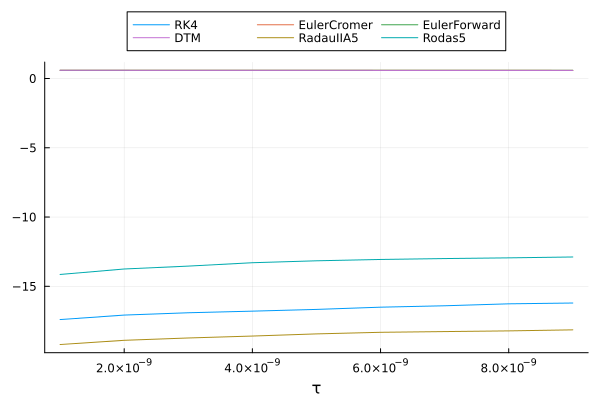 RK4 EulerCromer EulerForward
DTM RadauIIA5 Rodas5
0
−5
−10
−15
2.0×10⁻⁹ 4.0×10⁻⁹ 6.0×10⁻⁹ 8.0×10⁻⁹
τ